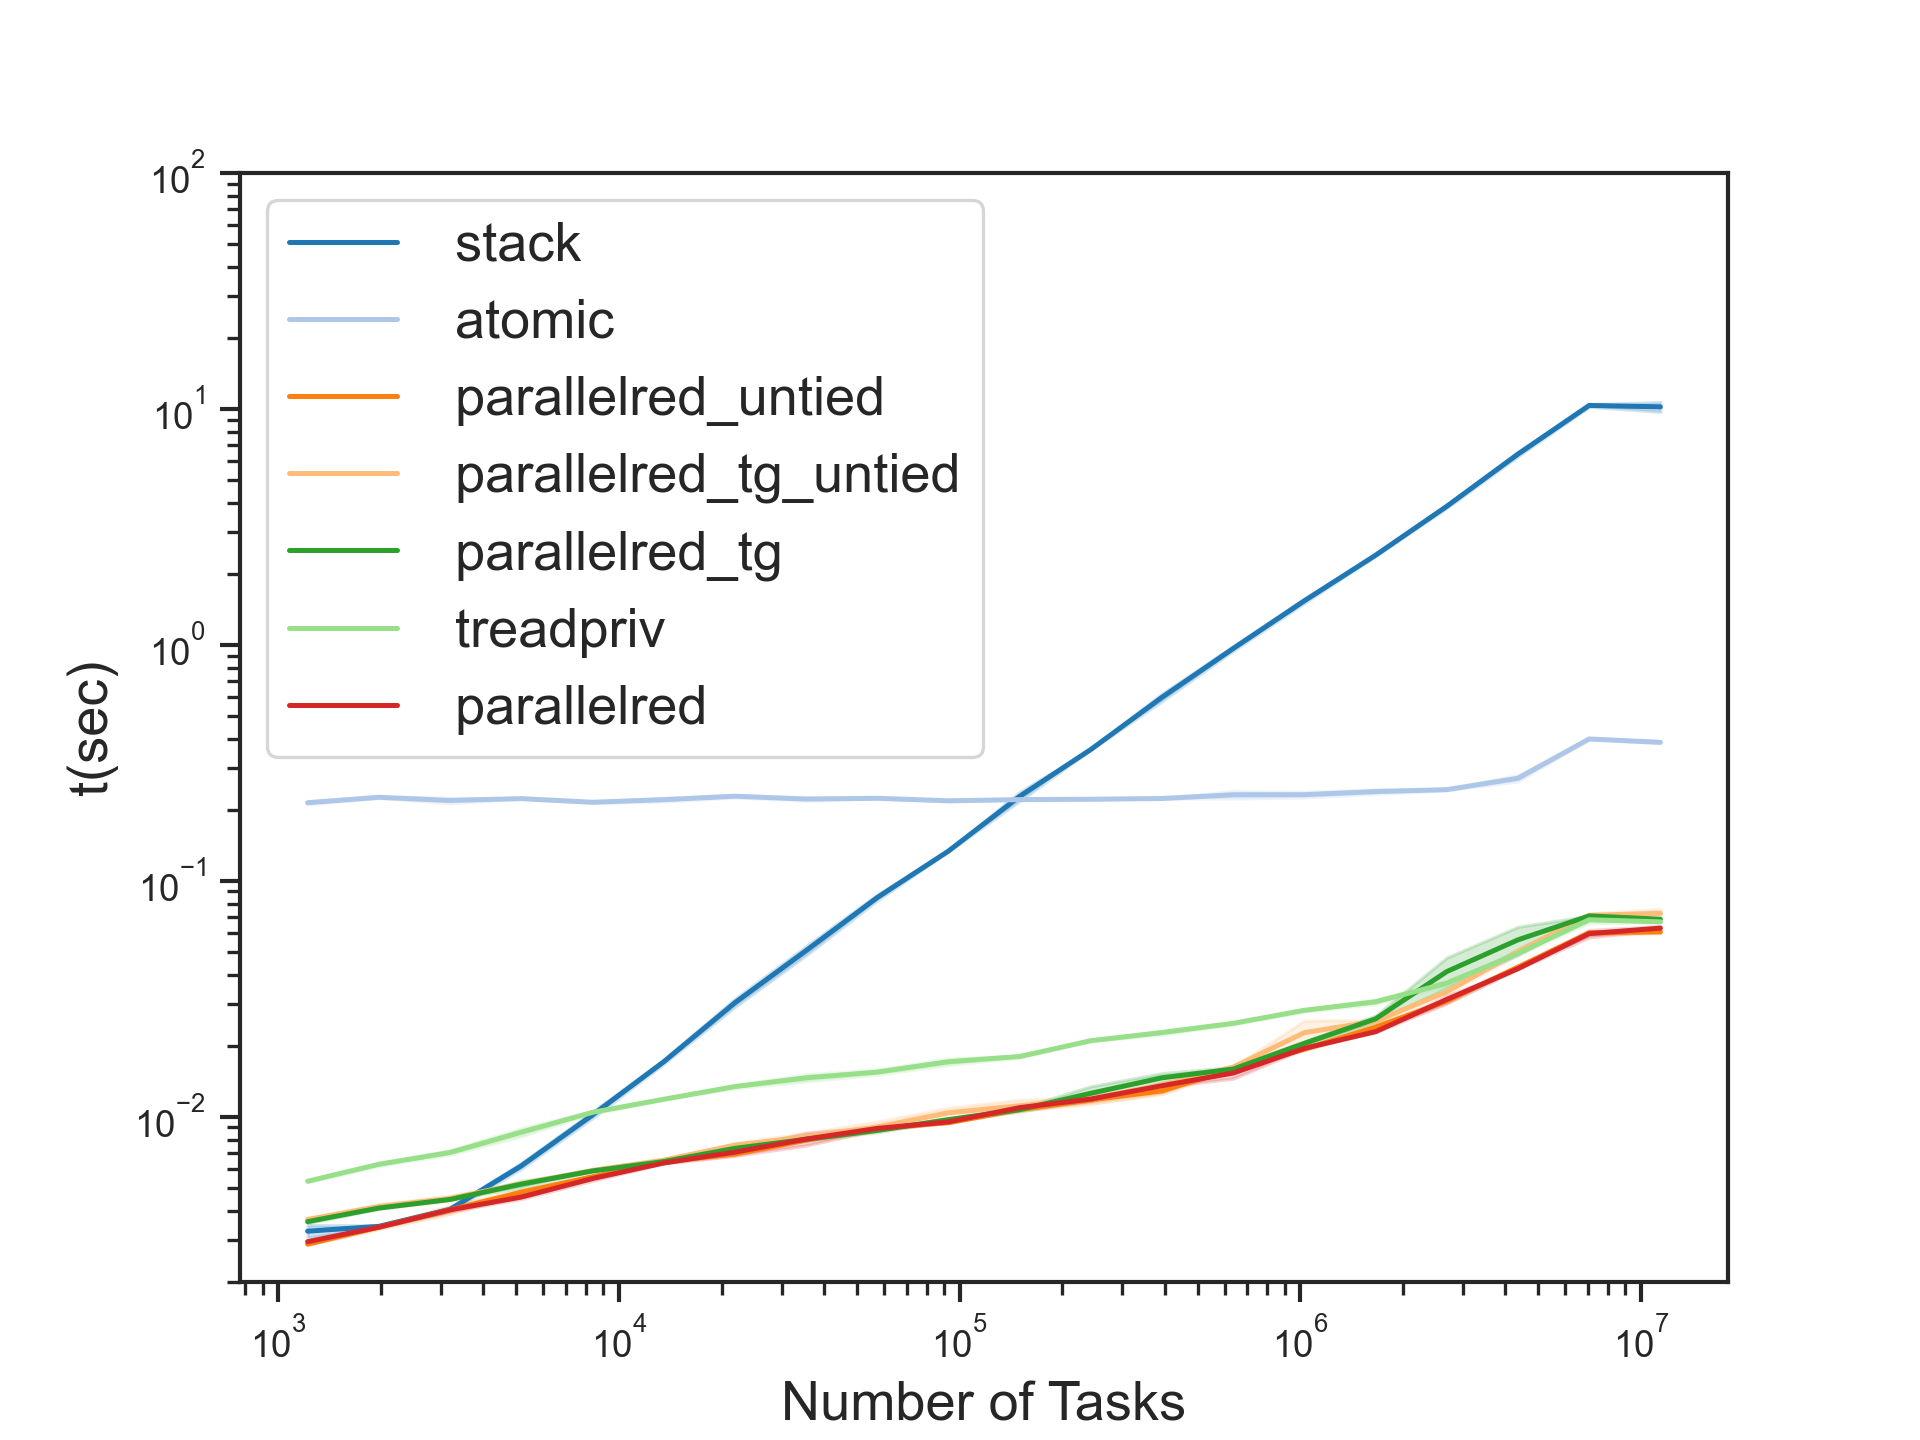 10²
10¹
10⁰
10⁻¹
10⁻²
t(sec)
stack
atomic
parallelred_untied
parallelred_tg_untied
parallelred_tg
treadpriv
parallelred
10³ 10⁴ 10⁵ 10⁶ 10⁷
Number of Tasks